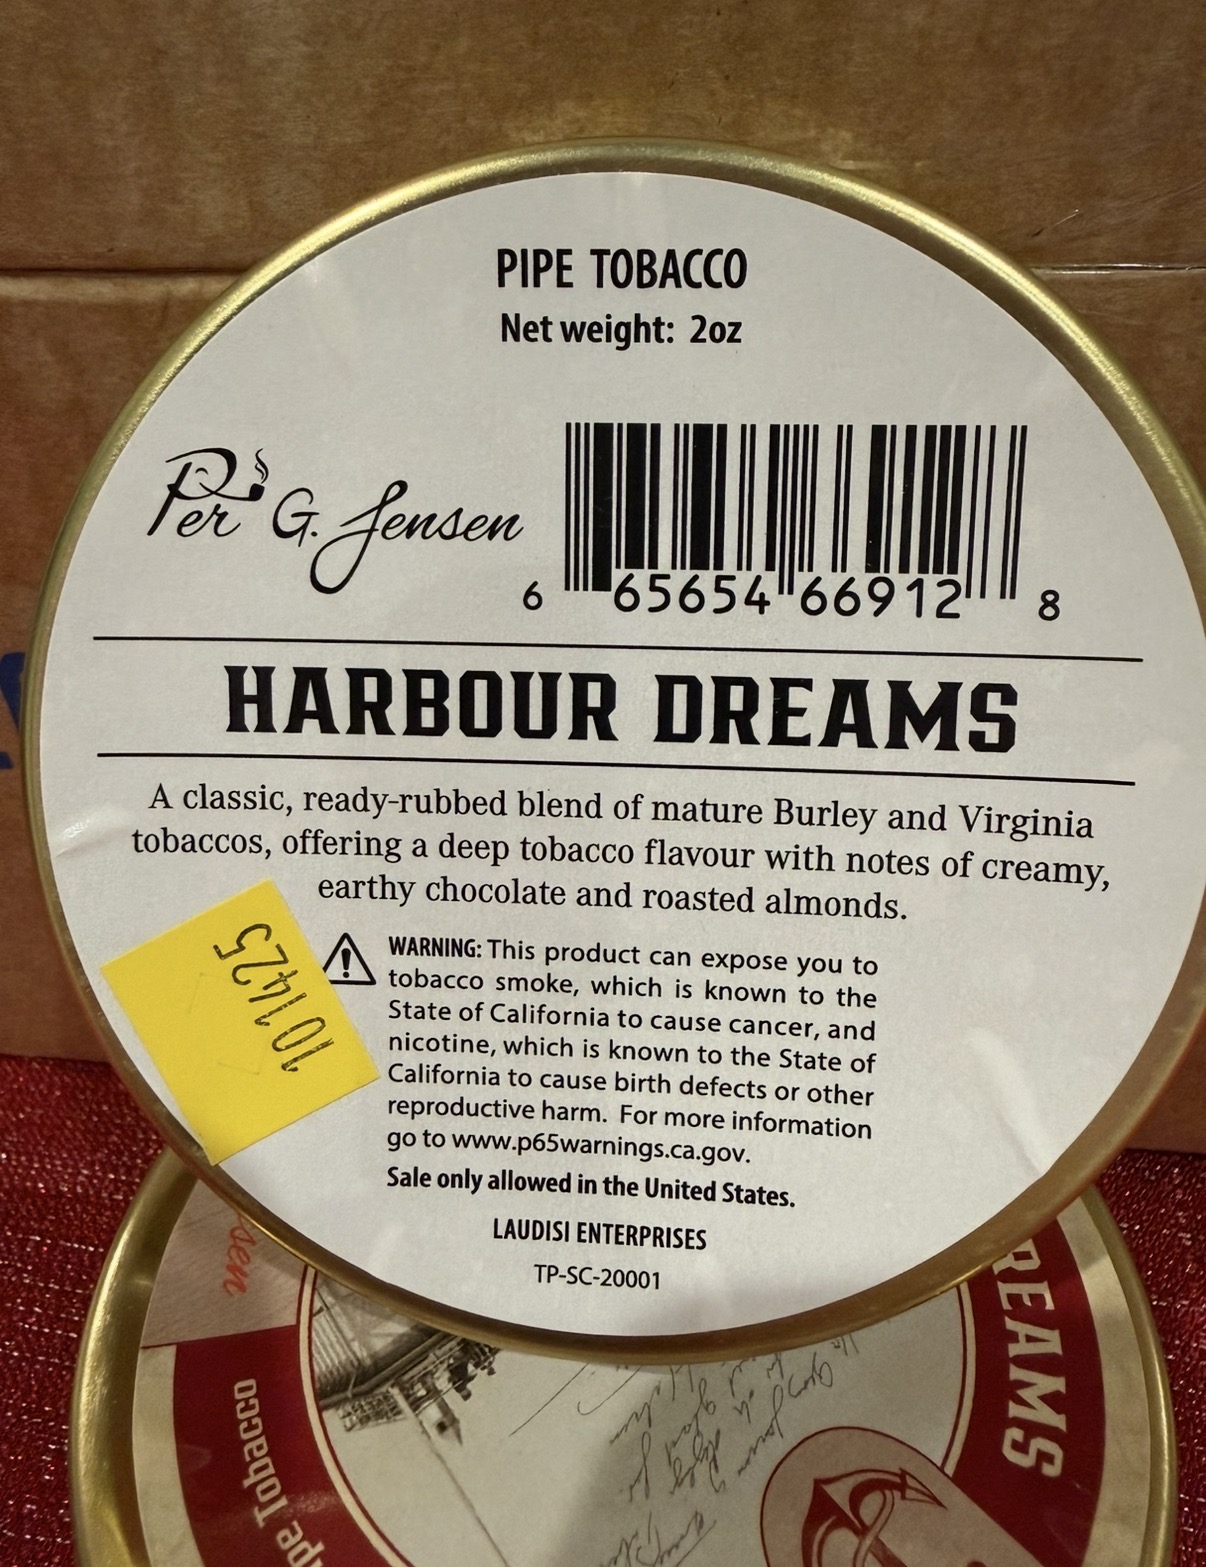 PIPE TOBACCO
Net weight: 2oz
Per G. Jensen
6 65654 66912 8
HARBOUR DREAMS
A classic, ready-rubbed blend of mature Burley and Virginia
tobaccos, offering a deep tobacco flavour with notes of creamy,
earthy chocolate and roasted almonds.
101425
WARNING: This product can expose you to
tobacco smoke, which is known to the
State of California to cause cancer, and
nicotine, which is known to the State of
California to cause birth defects or other
reproductive harm. For more information
go to www.p65warnings.ca.gov.
Sale only allowed in the United States.
LAUDISI ENTERPRISES
TP-SC-20001
sen
REAMS
pe Tobacco